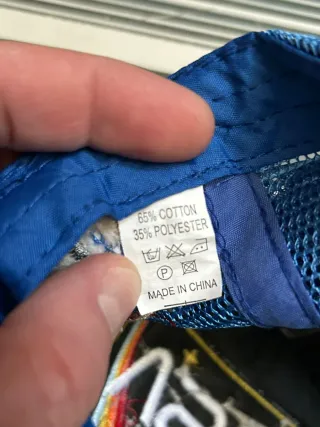 65% COTTON
35% POLYESTER
P
MADE IN CHINA